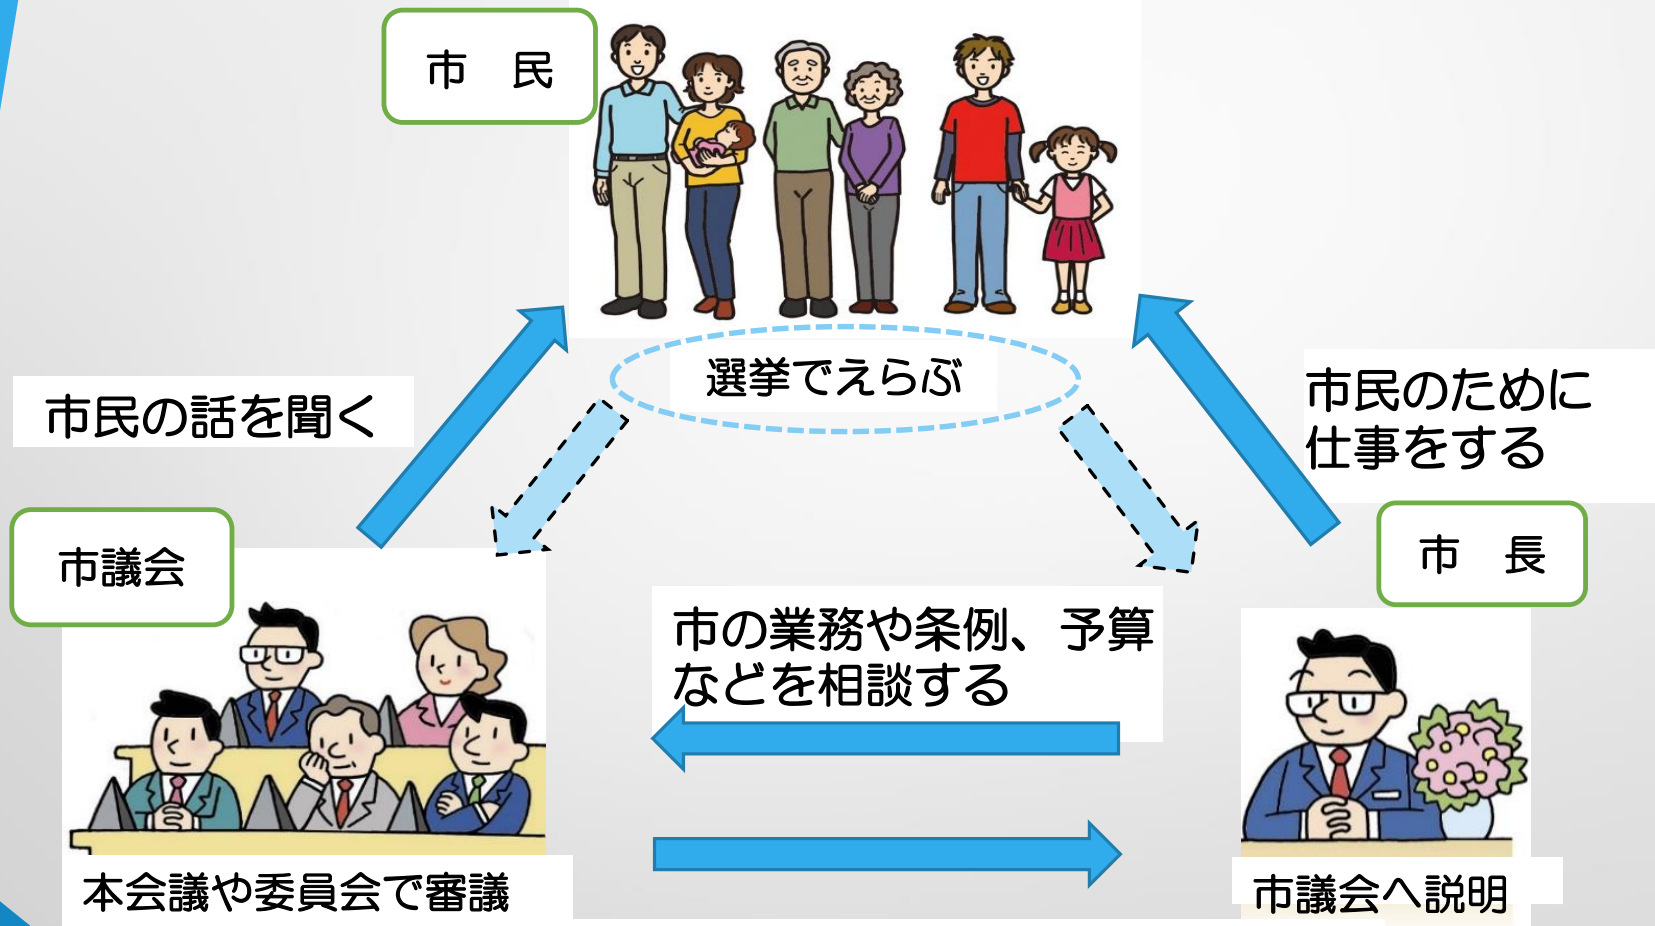 市　民
選挙でえらぶ
市民の話を聞く
市民のために
仕事をする
市議会
市　長
市の業務や条例、予算
などを相談する
本会議や委員会で審議
市議会へ説明